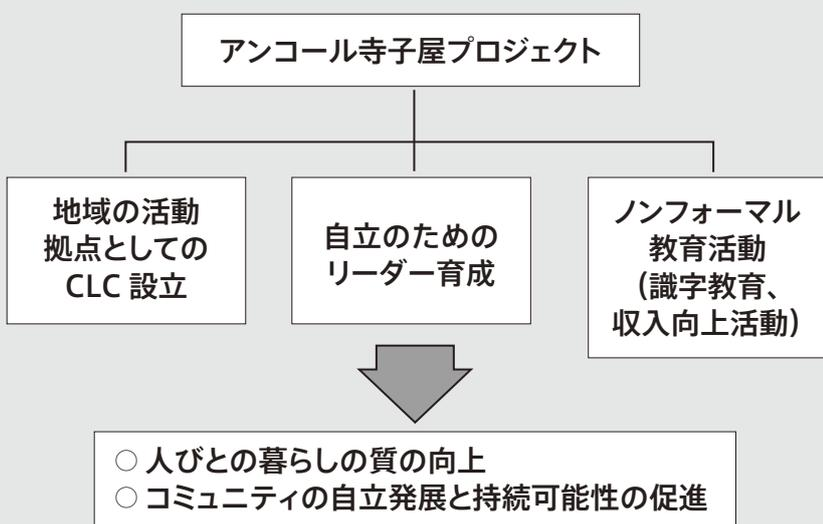 アンコール寺子屋プロジェクト
地域の活動
拠点としての
CLC 設立
自立のための
リーダー育成
ノンフォーマル
教育活動
（識字教育、
収入向上活動）
○ 人びとの暮らしの質の向上
○ コミュニティの自立発展と持続可能性の促進